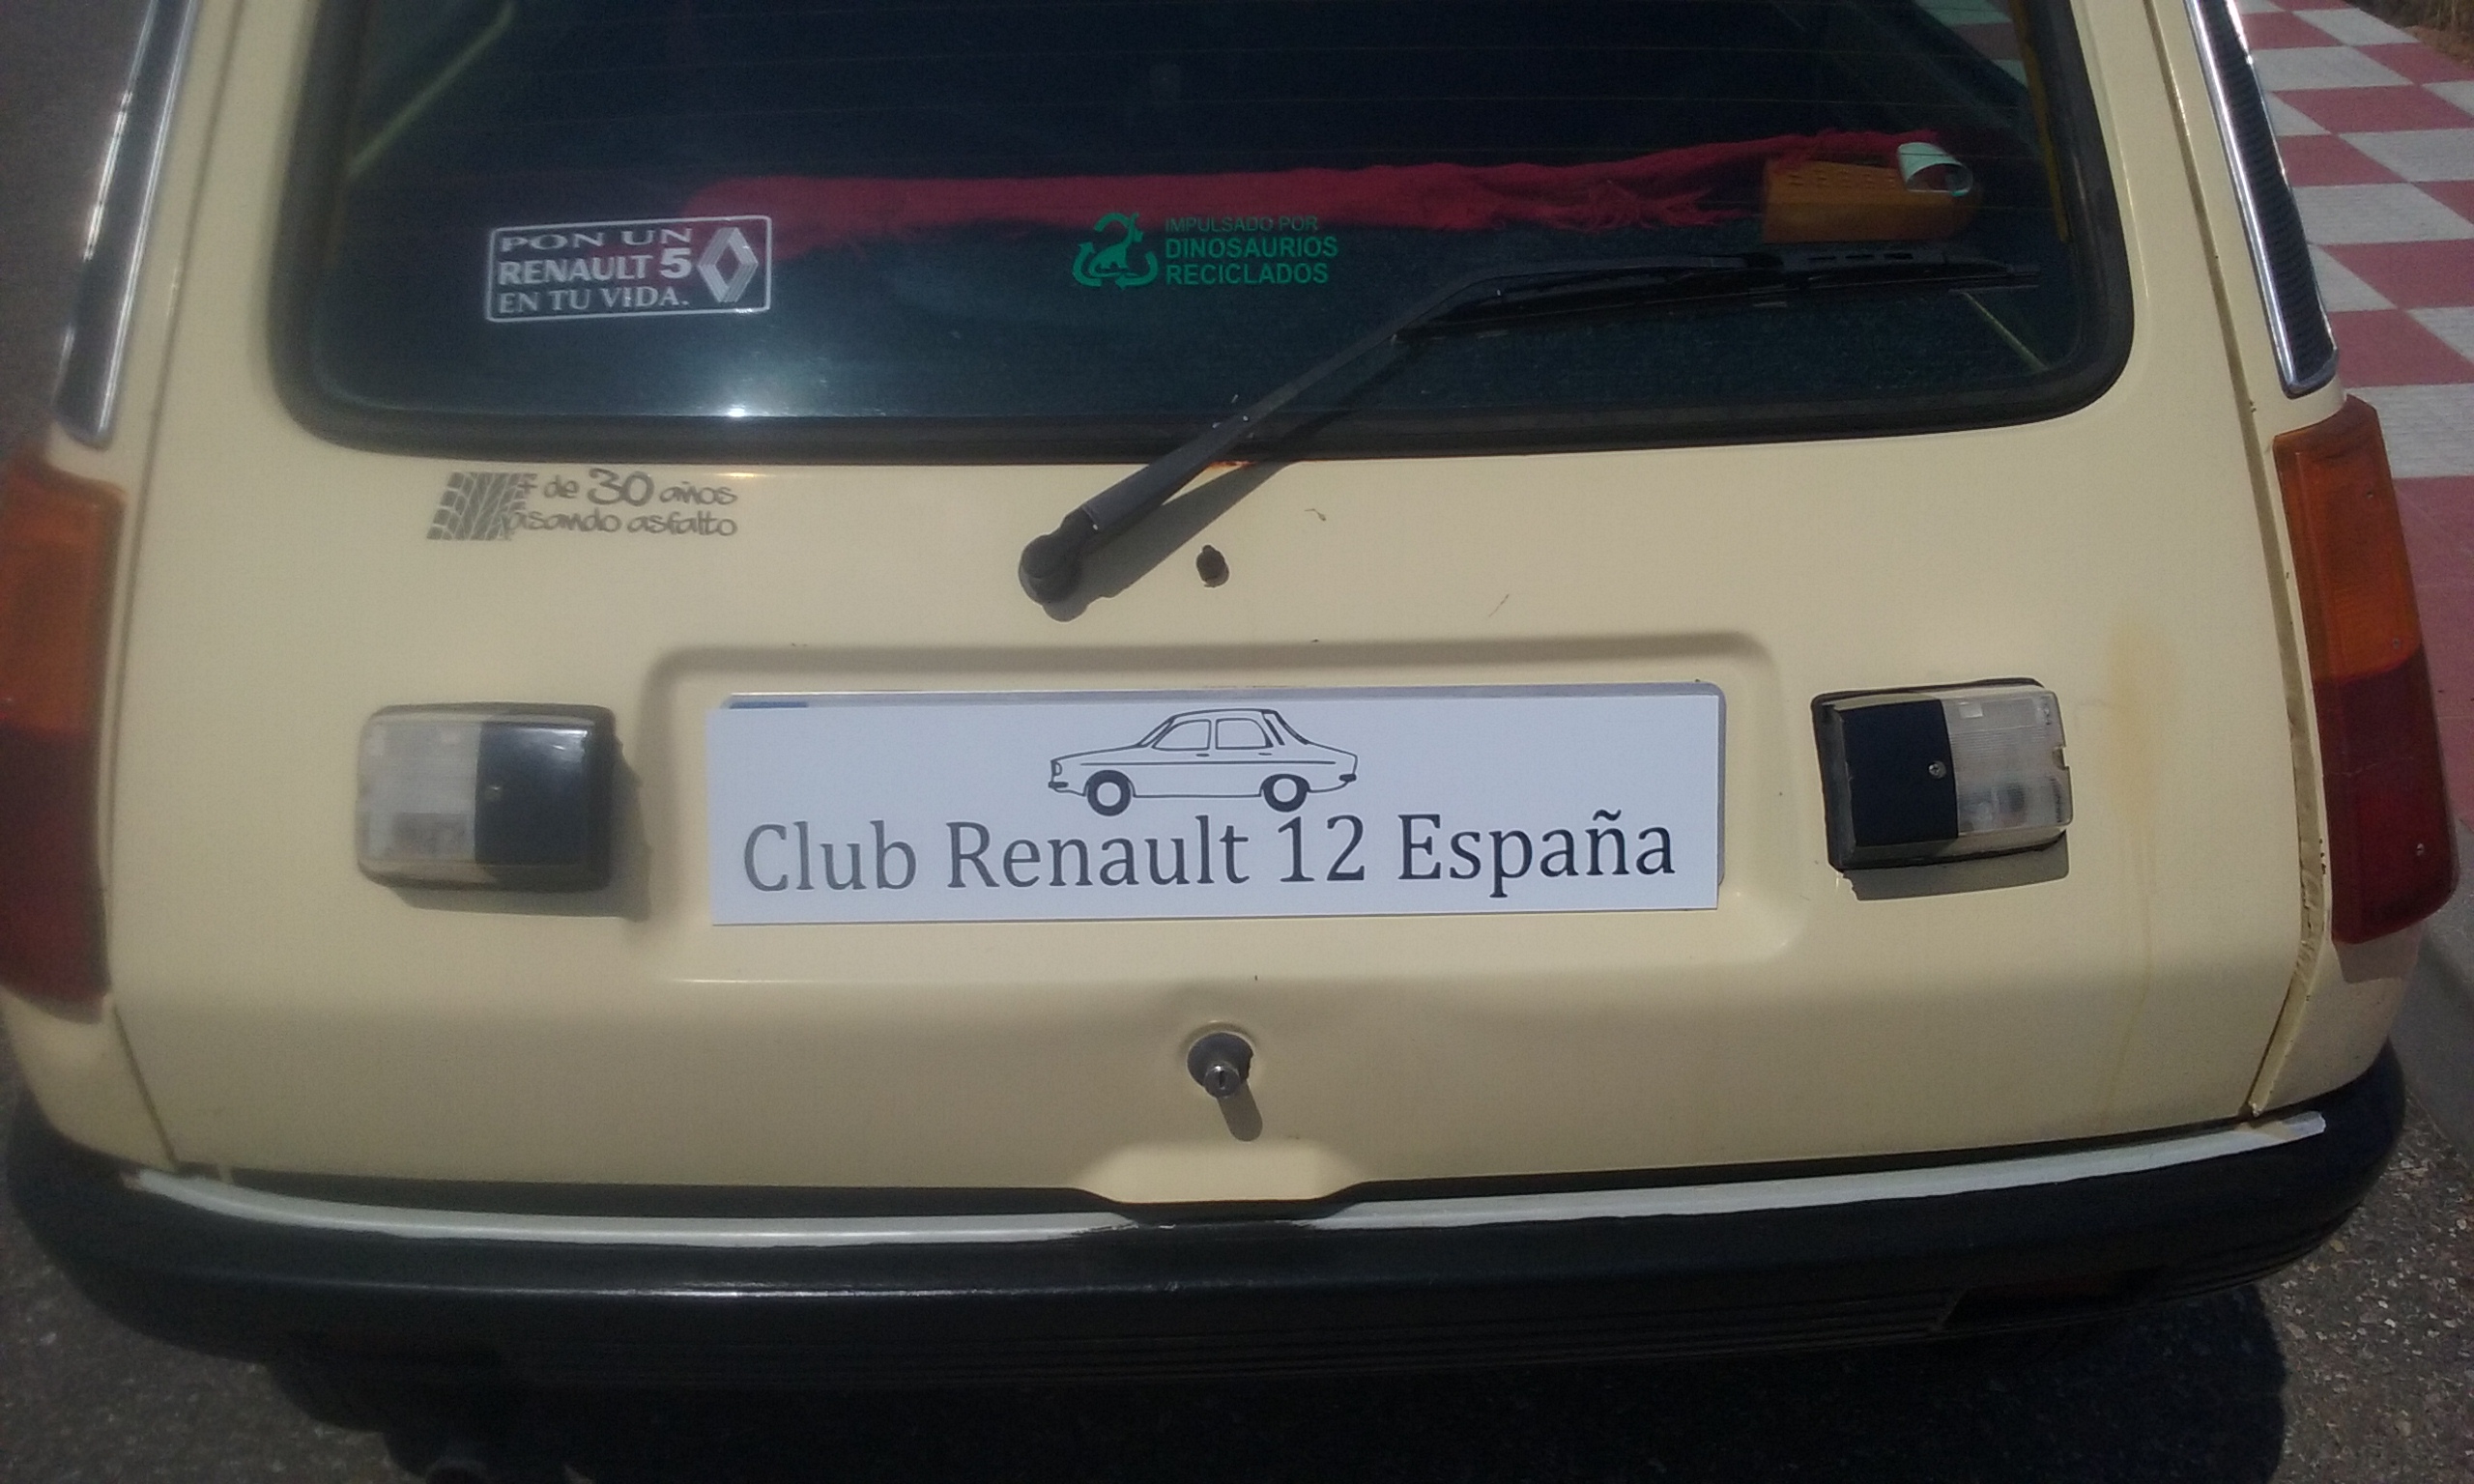 PON UN
RENAULT 5
EN TU VIDA.
IMPULSADO POR
DINOSAURIOS
RECICLADOS
+ de 30 años
pisando asfalto
Club Renault 12 España